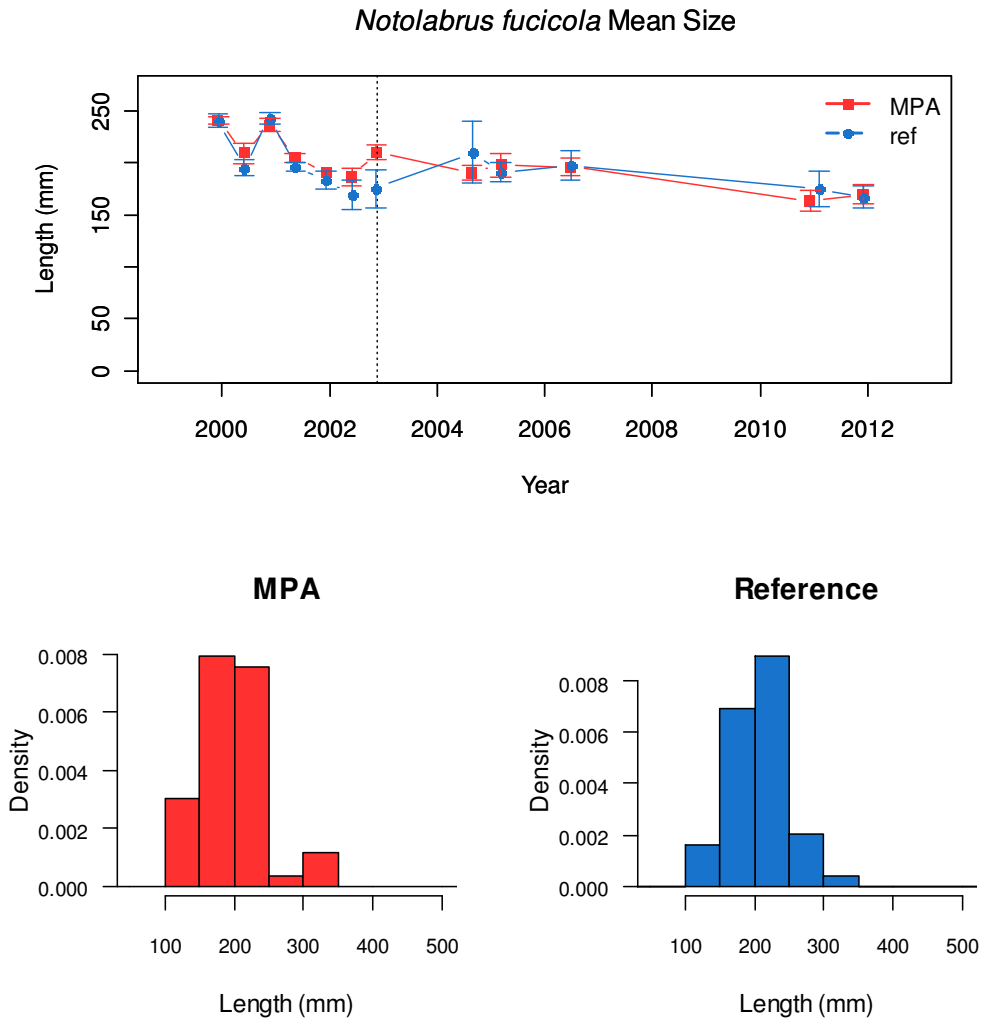 Notolabrus fucicola Mean Size
250
150
50
0
Length (mm)
MPA
ref
2000 2002 2004 2006 2008 2010 2012
Year
MPA
0.008
0.006
0.004
0.002
0.000
Density
100 200 300 400 500
Length (mm)
Reference
0.008
0.006
0.004
0.002
0.000
Density
100 200 300 400 500
Length (mm)